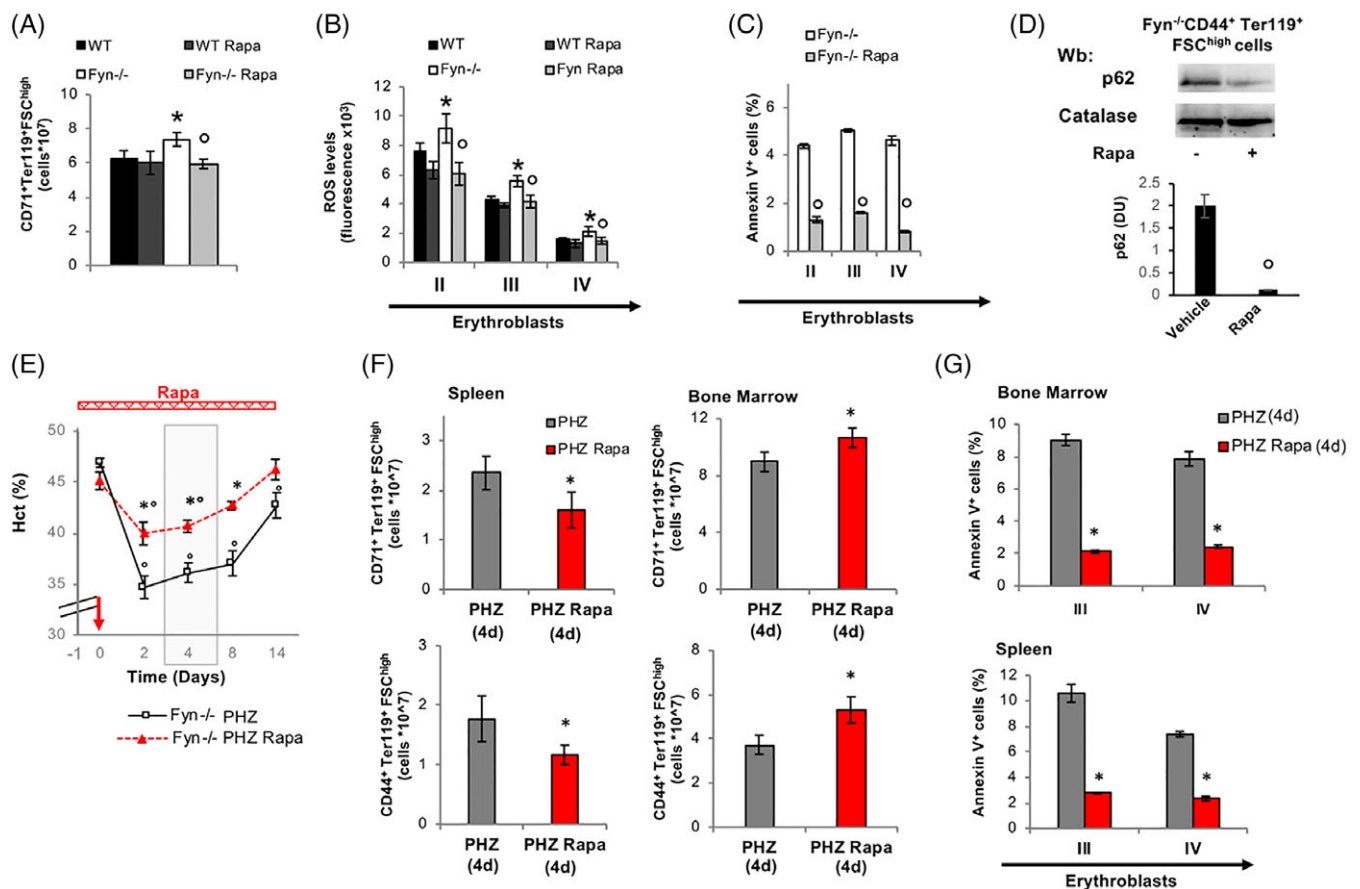 (A)
WT
WT Rapa
Fyn-/-
Fyn-/- Rapa
CD71+Ter119+FSChigh
(cells*10⁷)
10
8
6
4
2
0
*
o
(B)
WT
WT Rapa
Fyn-/-
Fyn Rapa
ROS levels
(fluorescence x10³)
12
10
8
6
4
2
0
*
o
*
o
*
o
II
III
IV
Erythroblasts
(C)
Fyn-/-
Fyn-/- Rapa
Annexin V⁺ cells (%)
6
4
2
0
o
o
o
II
III
IV
Erythroblasts
(D)
Fyn-/-CD44⁺ Ter119⁺
FSChigh cells
Wb:
p62
Catalase
Rapa
-
+
p62 (DU)
2.5
2
1.5
1
0.5
0
o
Vehicle
Rapa
(E)
Rapa
Hct (%)
50
45
40
35
30
*°
*°
*
°
°
°
°
-1
0
2
4
8
14
Time (Days)
Fyn-/- PHZ
Fyn-/- PHZ Rapa
(F)
Spleen
PHZ
PHZ Rapa
CD71⁺ Ter119⁺ FSChigh
(cells *10^7)
3
2
1
0
*
PHZ
(4d)
PHZ Rapa
(4d)
Bone Marrow
CD71⁺ Ter119⁺ FSChigh
(cells *10^7)
12
9
6
3
0
*
PHZ
(4d)
PHZ Rapa
(4d)
CD44⁺ Ter119⁺ FSChigh
(cells *10^7)
3
2
1
0
*
PHZ
(4d)
PHZ Rapa
(4d)
CD44⁺ Ter119⁺ FSChigh
(cells *10^7)
8
6
4
2
0
*
PHZ
(4d)
PHZ Rapa
(4d)
(G)
Bone Marrow
PHZ (4d)
PHZ Rapa (4d)
Annexin V⁺ cells (%)
10
8
6
4
2
0
*
*
III
IV
Spleen
Annexin V⁺ cells (%)
12
10
8
6
4
2
0
*
*
III
IV
Erythroblasts